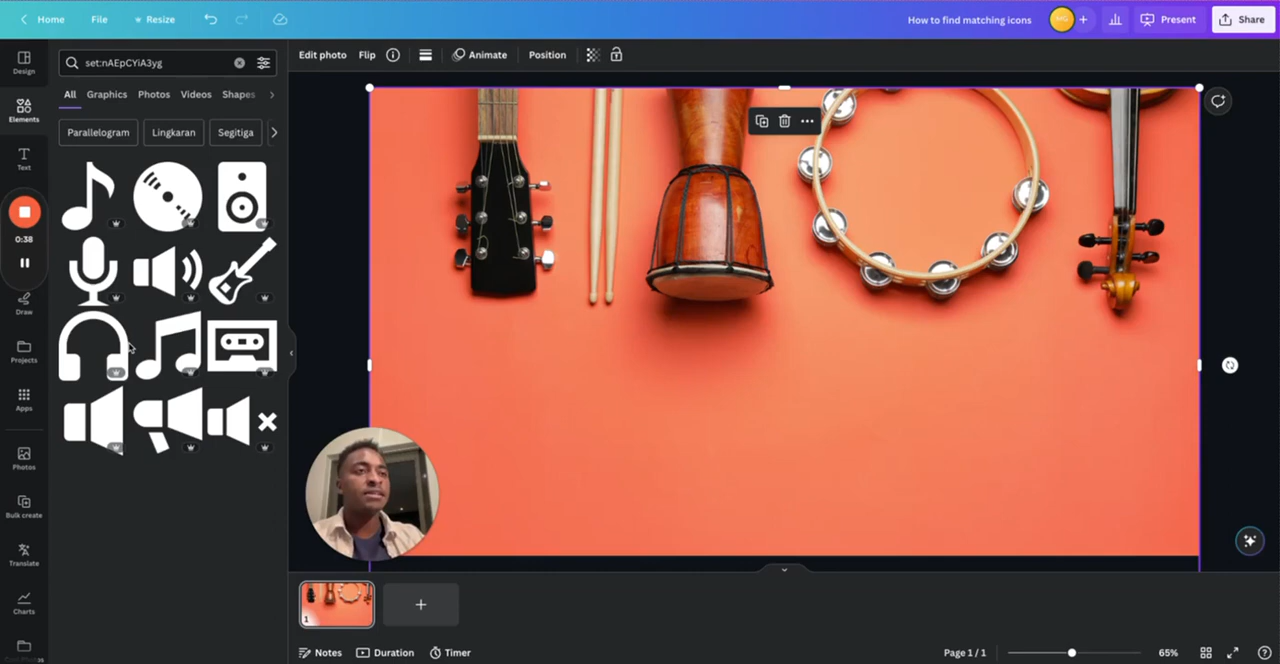 Home File Resize How to find matching icons HG Present Share
set:nAEpCYiA3yg
Edit photo Flip Animate Position
All Graphics Photos Videos Shapes
Parallelogram Lingkaran Segitiga
Design
Elements
Text
0:38
Draw
Projects
Apps
Photos
Bulk create
Translate
Charts
1
Notes Duration Timer Page 1 / 1 65%